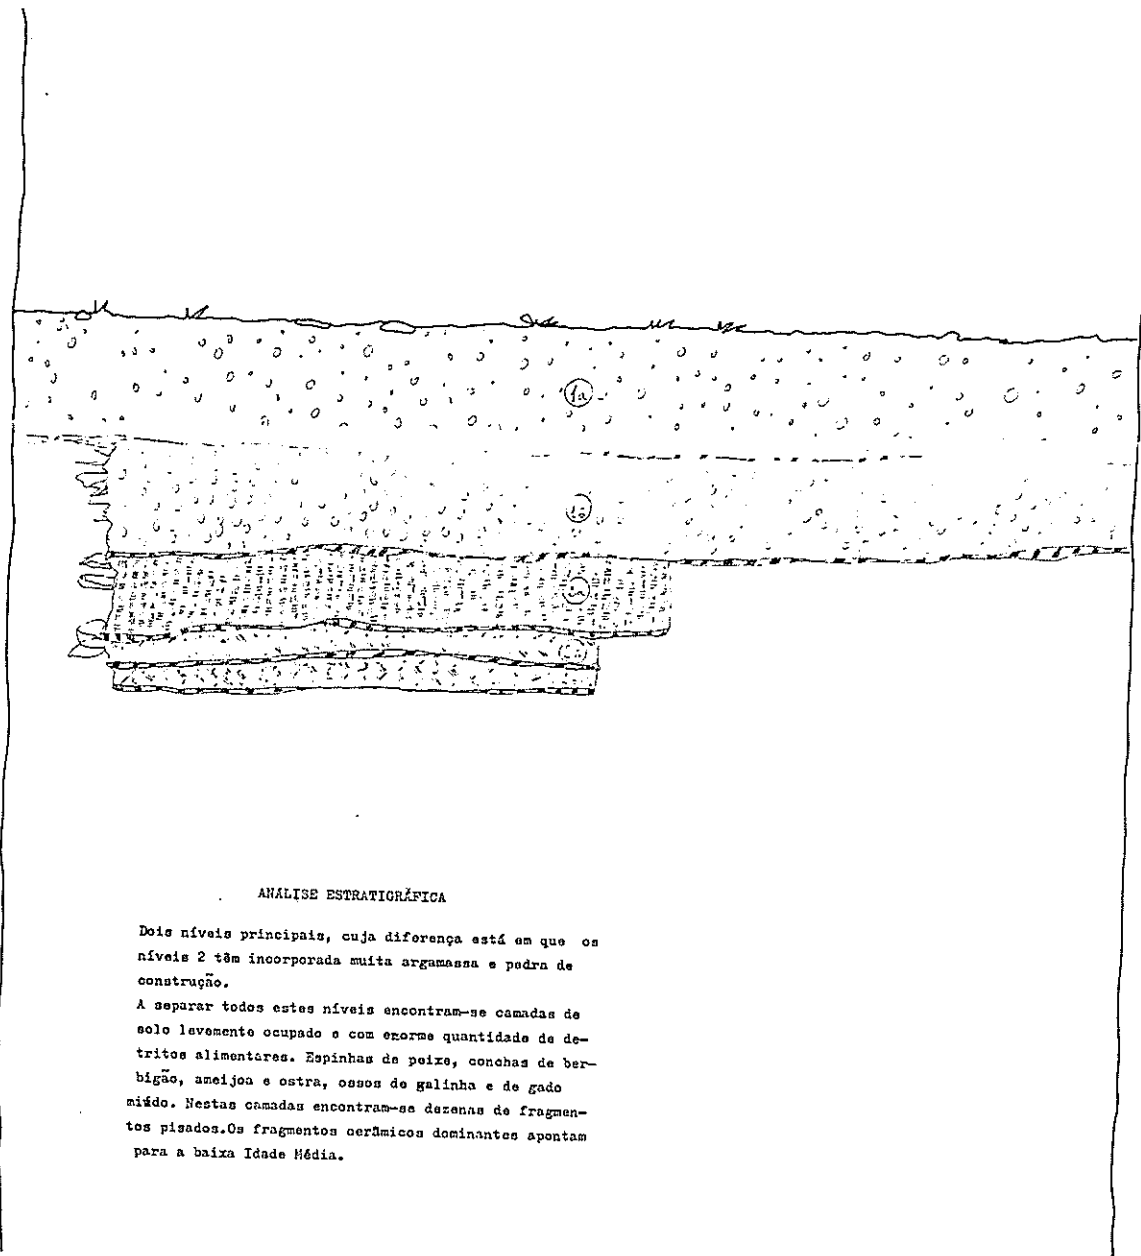 1a
1b
ANÁLISE ESTRATIGRÁFICA
Dois níveis principais, cuja diferença está em que os
níveis 2 têm incorporada muita argamassa e pedra de
construção.
A separar todos estes níveis encontram-se camadas de
solo levemente ocupado e com enorme quantidade de de-
tritos alimentares. Espinhas de peixe, conchas de ber-
bigão, ameijoa e ostra, ossos de galinha e de gado
miúdo. Nestas camadas encontram-se dezenas de fragmen-
tos pisados.Os fragmentos cerâmicos dominantes apontam
para a baixa Idade Média.